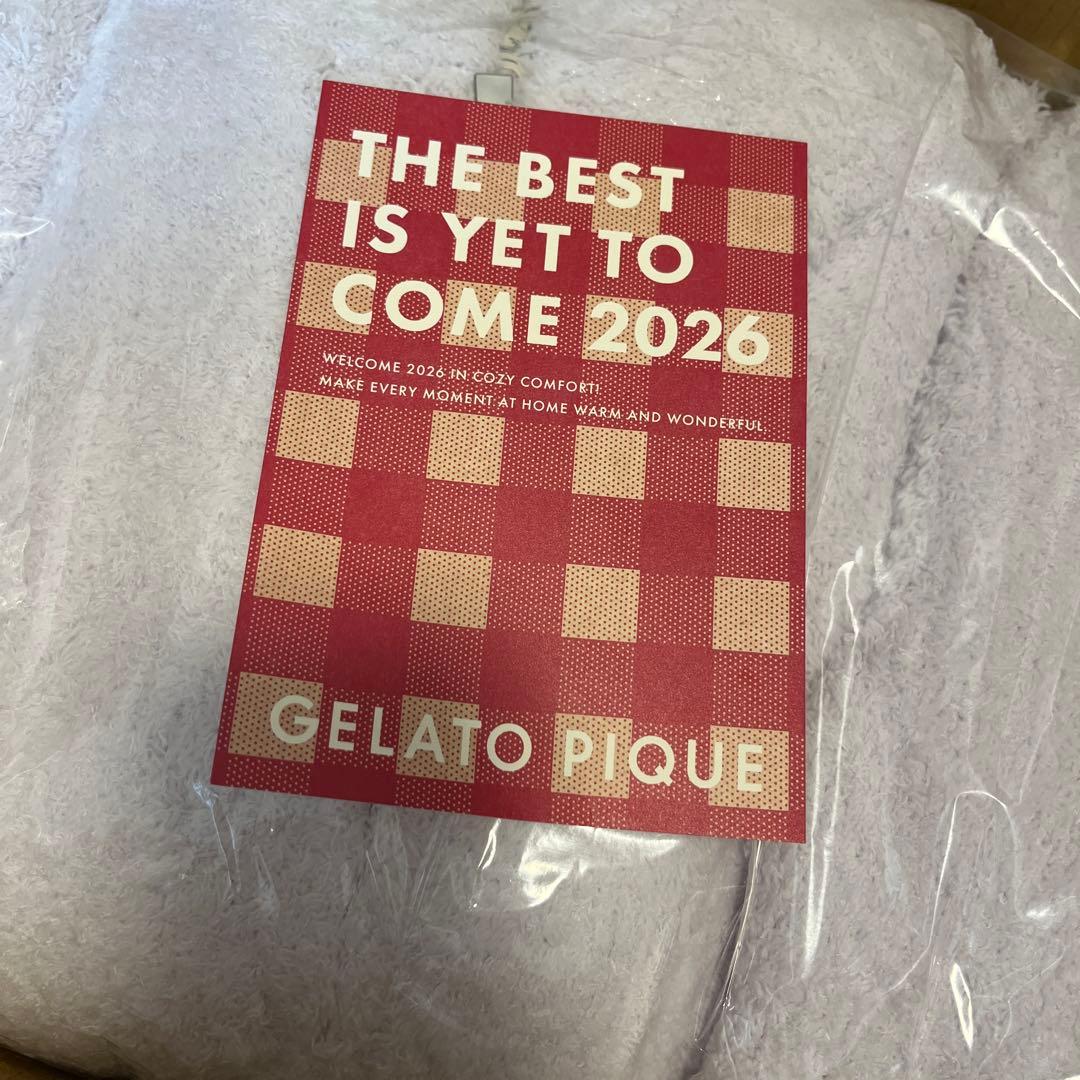 THE BEST
IS YET TO
COME 2026
WELCOME 2026 IN COZY COMFORT!
MAKE EVERY MOMENT AT HOME WARM AND WONDERFUL
GELATO PIQUE